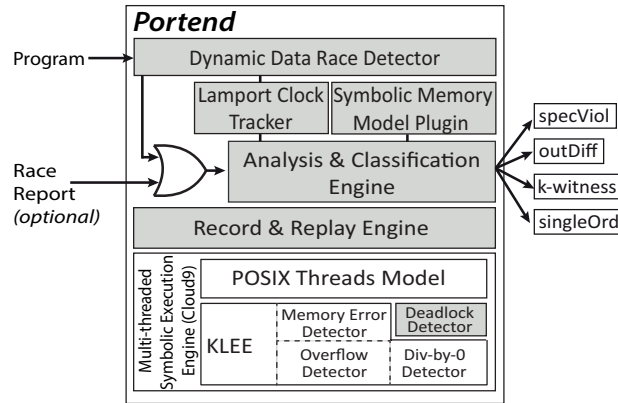 Portend
Program
Dynamic Data Race Detector
Lamport Clock
Tracker
Symbolic Memory
Model Plugin
Race
Report
(optional)
Analysis & Classification
Engine
specViol
outDiff
k-witness
singleOrd
Record & Replay Engine
Multi-threaded
Symbolic Execution
Engine (Cloud9)
POSIX Threads Model
KLEE
Memory Error
Detector
Deadlock
Detector
Overflow
Detector
Div-by-0
Detector